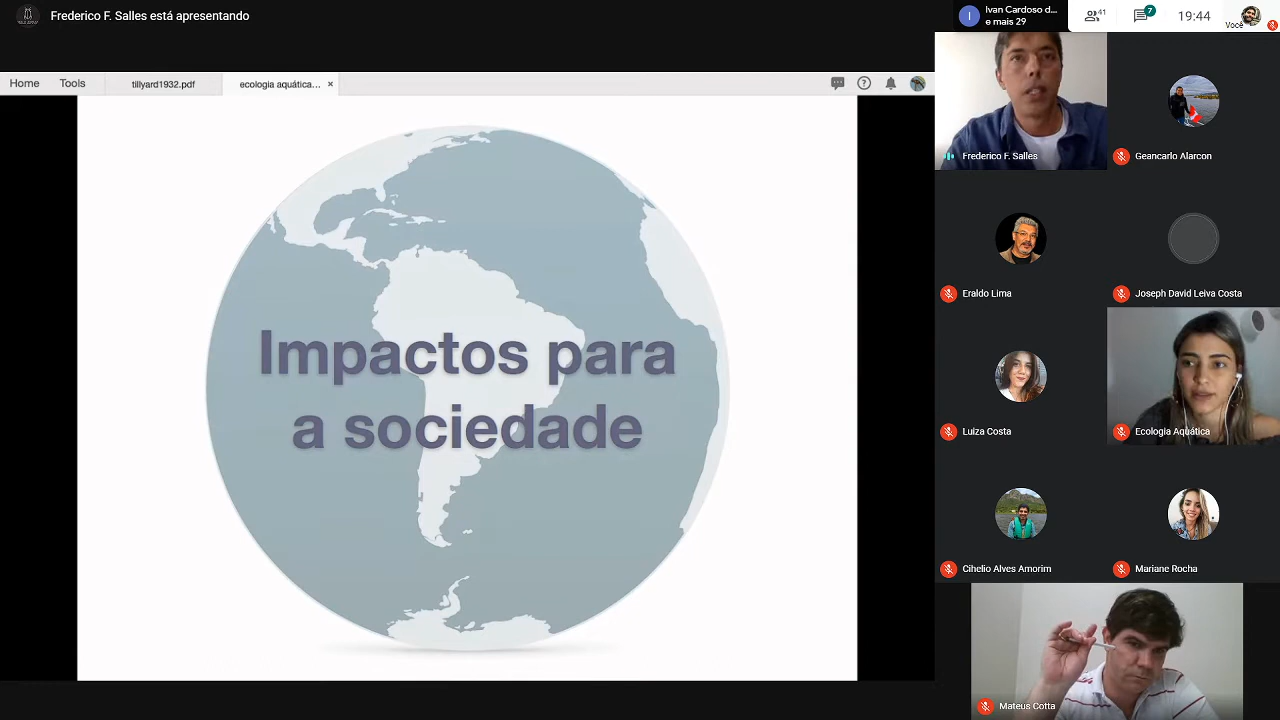 Frederico F. Salles está apresentando
Ivan Cardoso d...
e mais 29
41
7
19:44
Você
Home
Tools
tillyard1932.pdf
ecologia aquática...
Impactos para
a sociedade
Frederico F. Salles
Geancarlo Alarcon
Eraldo Lima
Joseph David Leiva Costa
Luiza Costa
Ecologia Aquática
Cihelio Alves Amorim
Mariane Rocha
Mateus Cotta